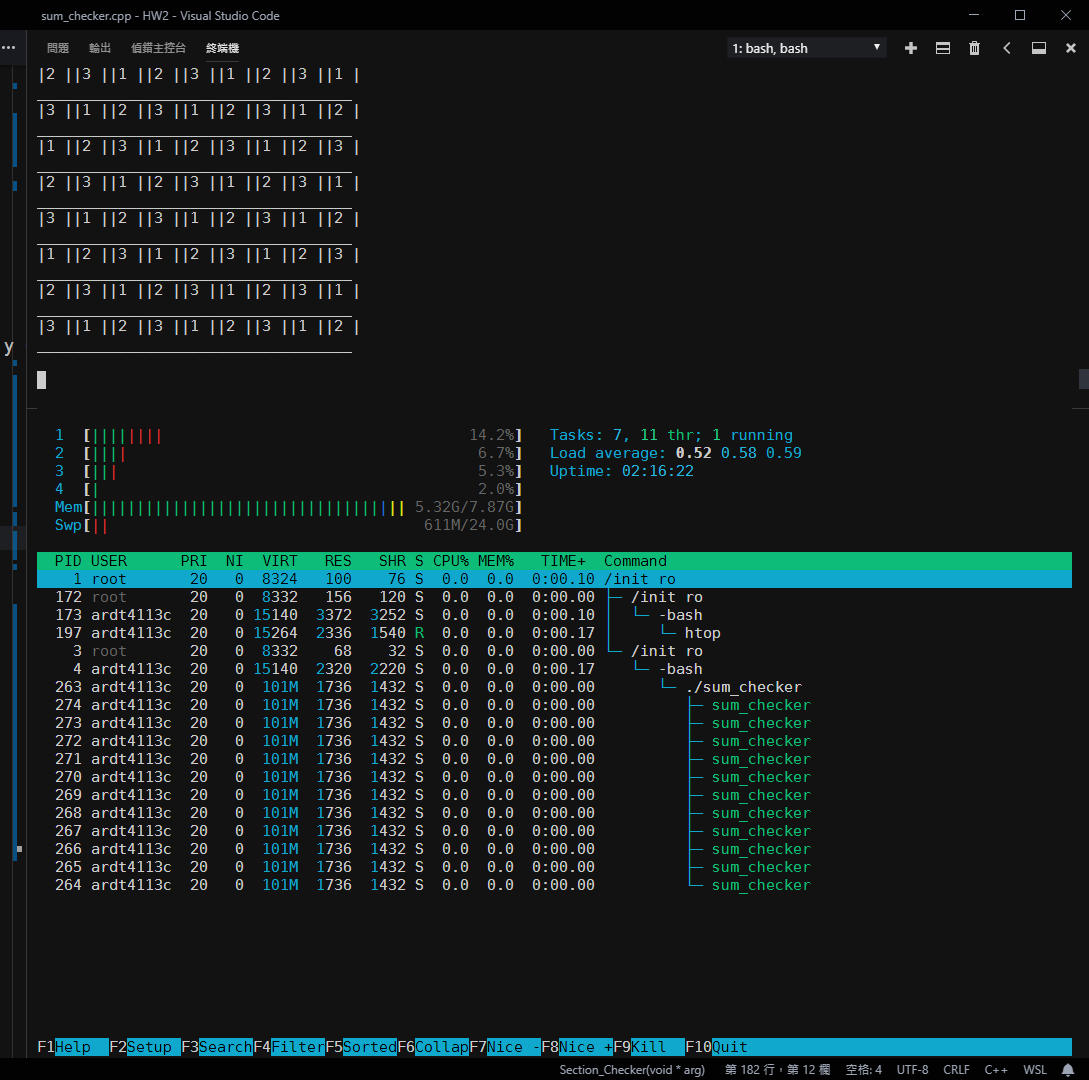 sum_checker.cpp - HW2 - Visual Studio Code
問題 輸出 偵錯主控台 終端機 1: bash, bash
|2 ||3 ||1 ||2 ||3 ||1 ||2 ||3 ||1 |
___________________________________
|3 ||1 ||2 ||3 ||1 ||2 ||3 ||1 ||2 |
___________________________________
|1 ||2 ||3 ||1 ||2 ||3 ||1 ||2 ||3 |
___________________________________
|2 ||3 ||1 ||2 ||3 ||1 ||2 ||3 ||1 |
___________________________________
|3 ||1 ||2 ||3 ||1 ||2 ||3 ||1 ||2 |
___________________________________
|1 ||2 ||3 ||1 ||2 ||3 ||1 ||2 ||3 |
___________________________________
|2 ||3 ||1 ||2 ||3 ||1 ||2 ||3 ||1 |
___________________________________
|3 ||1 ||2 ||3 ||1 ||2 ||3 ||1 ||2 |
___________________________________
y
1 [|||||||| 14.2%] Tasks: 7, 11 thr; 1 running
2 [|||| 6.7%] Load average: 0.52 0.58 0.59
3 [||| 5.3%] Uptime: 02:16:22
4 [| 2.0%]
Mem[||||||||||||||||||||||||||||||||||| 5.32G/7.87G]
Swp[|| 611M/24.0G]
PID USER PRI NI VIRT RES SHR S CPU% MEM% TIME+ Command
1 root 20 0 8324 100 76 S 0.0 0.0 0:00.10 /init ro
172 root 20 0 8332 156 120 S 0.0 0.0 0:00.00 ├─ /init ro
173 ardt4113c 20 0 15140 3372 3252 S 0.0 0.0 0:00.10 │ └─ -bash
197 ardt4113c 20 0 15264 2336 1540 R 0.0 0.0 0:00.17 │ └─ htop
3 root 20 0 8332 68 32 S 0.0 0.0 0:00.00 └─ /init ro
4 ardt4113c 20 0 15140 2320 2220 S 0.0 0.0 0:00.17 └─ -bash
263 ardt4113c 20 0 101M 1736 1432 S 0.0 0.0 0:00.00 └─ ./sum_checker
274 ardt4113c 20 0 101M 1736 1432 S 0.0 0.0 0:00.00 ├─ sum_checker
273 ardt4113c 20 0 101M 1736 1432 S 0.0 0.0 0:00.00 ├─ sum_checker
272 ardt4113c 20 0 101M 1736 1432 S 0.0 0.0 0:00.00 ├─ sum_checker
271 ardt4113c 20 0 101M 1736 1432 S 0.0 0.0 0:00.00 ├─ sum_checker
270 ardt4113c 20 0 101M 1736 1432 S 0.0 0.0 0:00.00 ├─ sum_checker
269 ardt4113c 20 0 101M 1736 1432 S 0.0 0.0 0:00.00 ├─ sum_checker
268 ardt4113c 20 0 101M 1736 1432 S 0.0 0.0 0:00.00 ├─ sum_checker
267 ardt4113c 20 0 101M 1736 1432 S 0.0 0.0 0:00.00 ├─ sum_checker
266 ardt4113c 20 0 101M 1736 1432 S 0.0 0.0 0:00.00 ├─ sum_checker
265 ardt4113c 20 0 101M 1736 1432 S 0.0 0.0 0:00.00 ├─ sum_checker
264 ardt4113c 20 0 101M 1736 1432 S 0.0 0.0 0:00.00 └─ sum_checker
F1Help F2Setup F3SearchF4FilterF5SortedF6CollapF7Nice -F8Nice +F9Kill F10Quit
Section_Checker(void * arg) 第 182 行，第 12 欄 空格: 4 UTF-8 CRLF C++ WSL